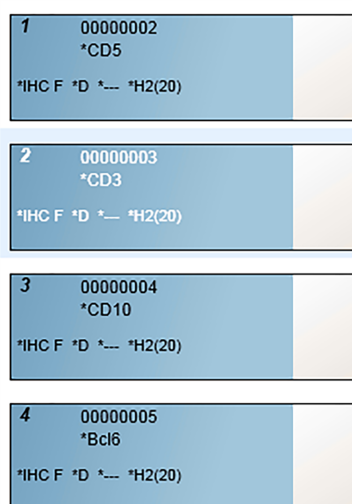 1 00000002
*CD5
*IHC F *D *--- *H2(20)
2 00000003
*CD3
*IHC F *D *--- *H2(20)
3 00000004
*CD10
*IHC F *D *--- *H2(20)
4 00000005
*Bcl6
*IHC F *D *--- *H2(20)